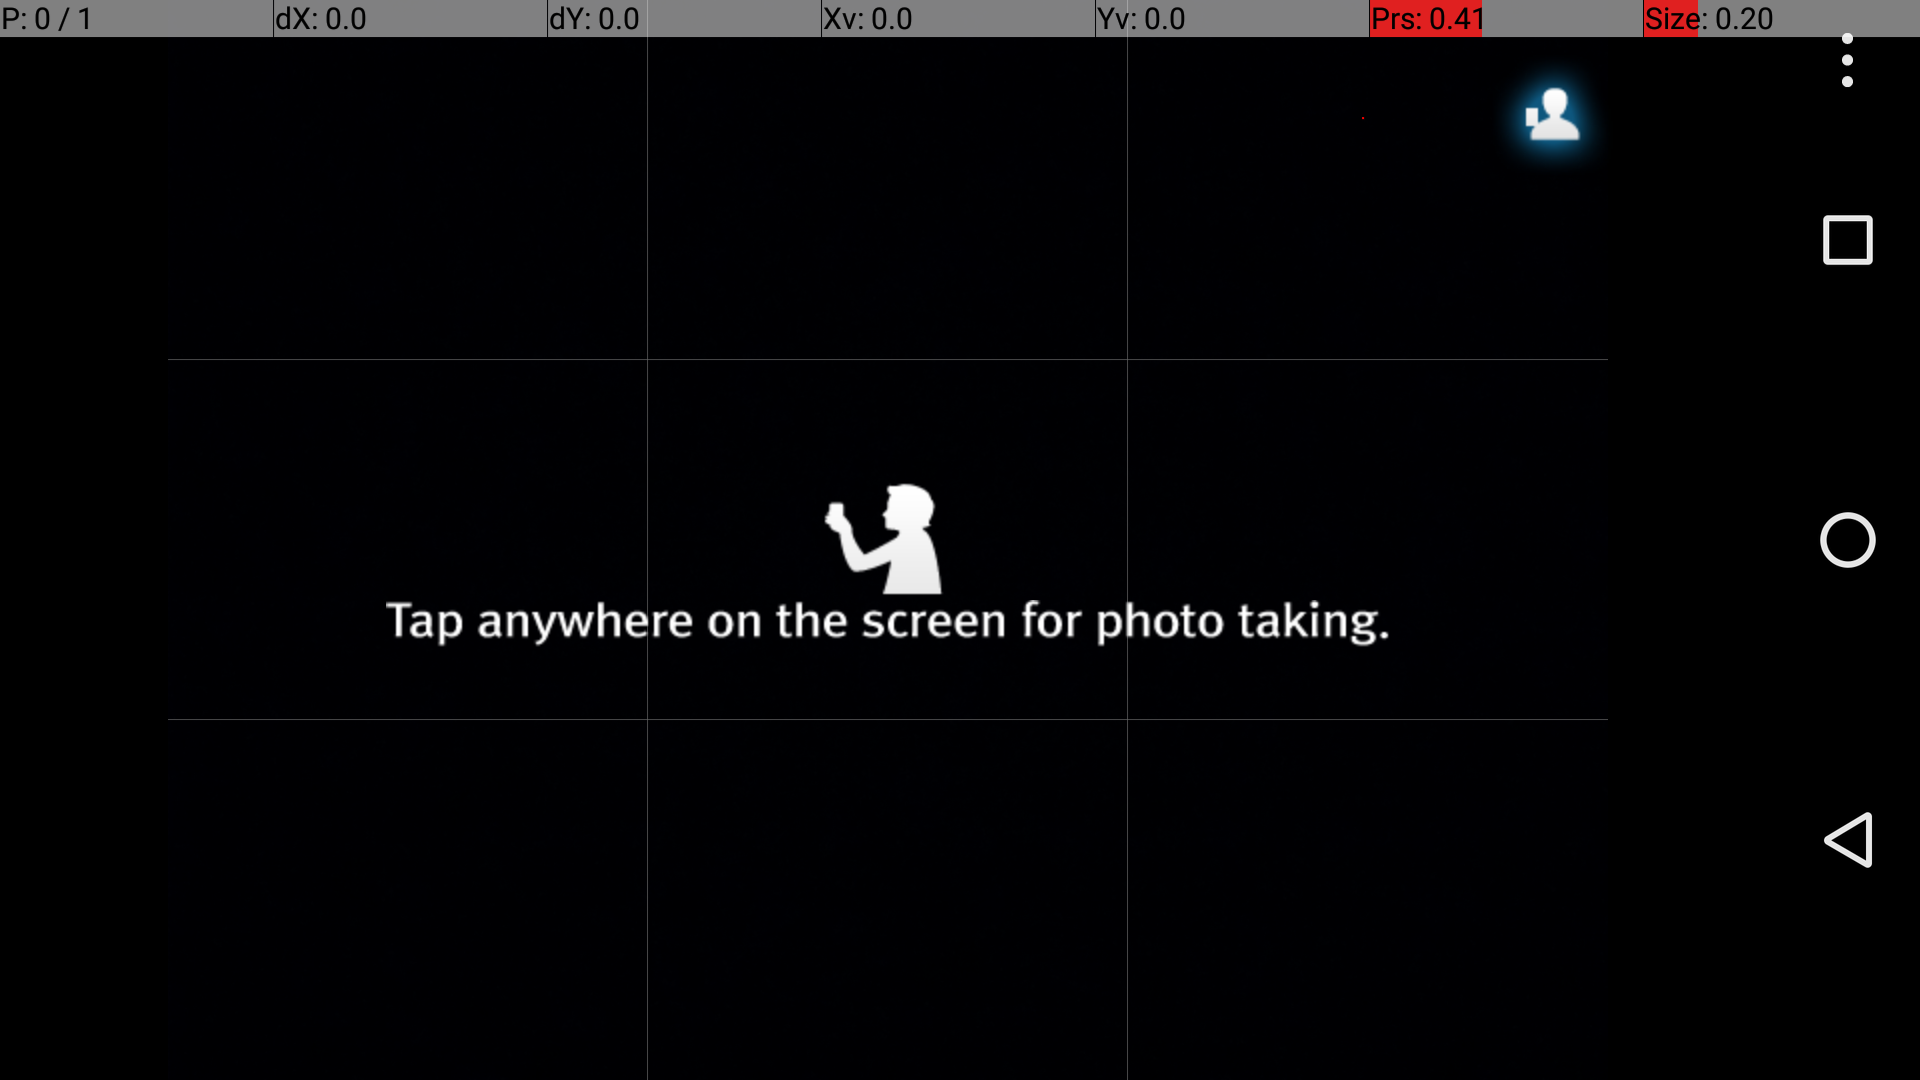 P: 0 / 1 dX: 0.0 dY: 0.0 Xv: 0.0 Yv: 0.0 Prs: 0.41 Size: 0.20
Tap anywhere on the screen for photo taking.